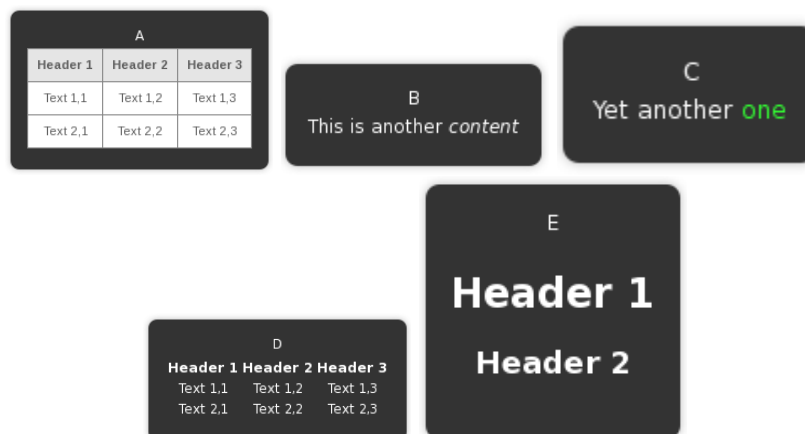 A
Header 1 Header 2 Header 3
Text 1,1 Text 1,2 Text 1,3
Text 2,1 Text 2,2 Text 2,3
B
This is another content
C
Yet another one
D
Header 1 Header 2 Header 3
Text 1,1 Text 1,2 Text 1,3
Text 2,1 Text 2,2 Text 2,3
E
Header 1
Header 2